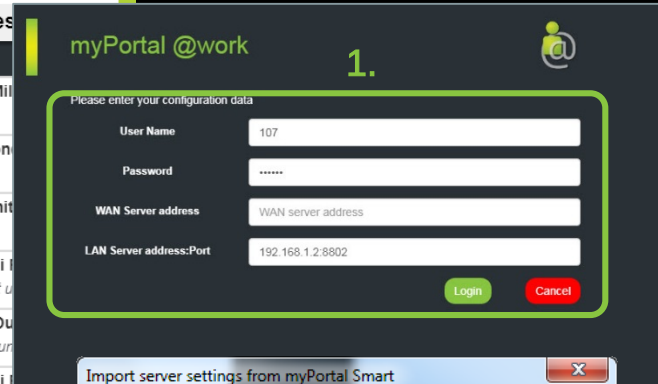 myPortal @work
1.
Please enter your configuration data
User Name
107
Password
••••••
WAN Server address
WAN server address
LAN Server address:Port
192.168.1.2:8802
Login
Cancel
Import server settings from myPortal Smart
x